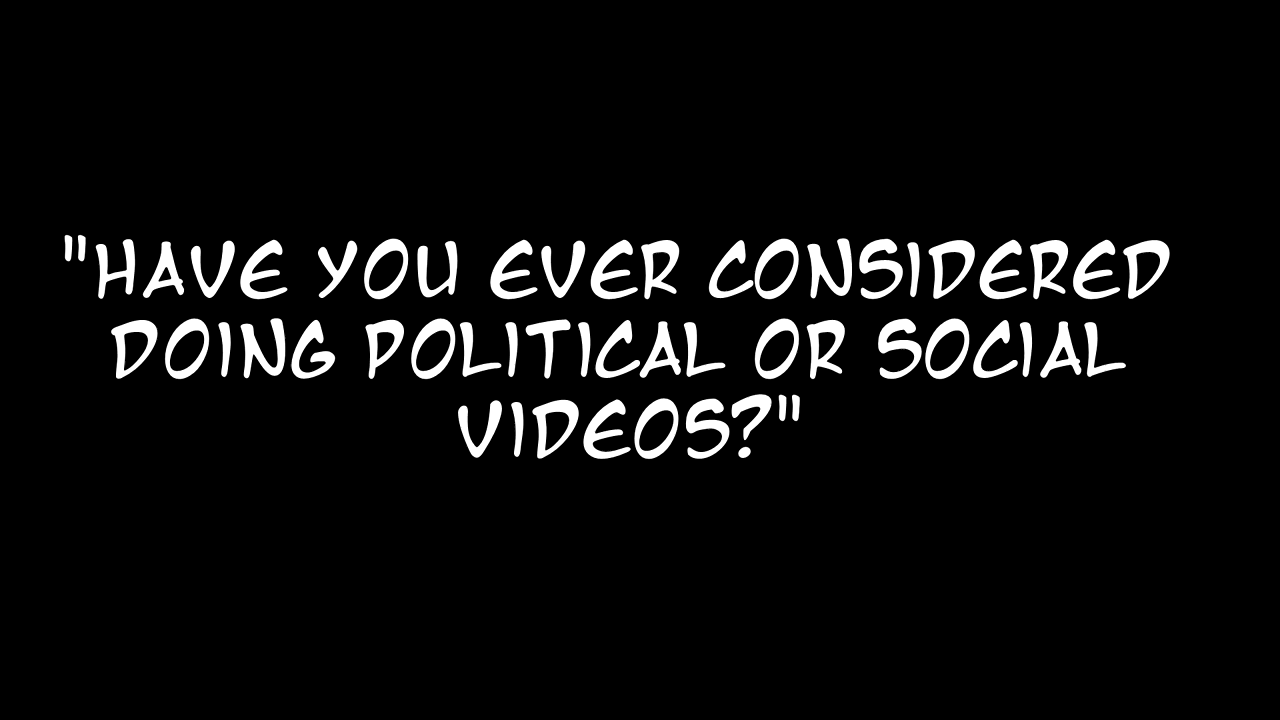 "HAVE YOU EVER CONSIDERED
DOING POLITICAL OR SOCIAL
VIDEOS?"